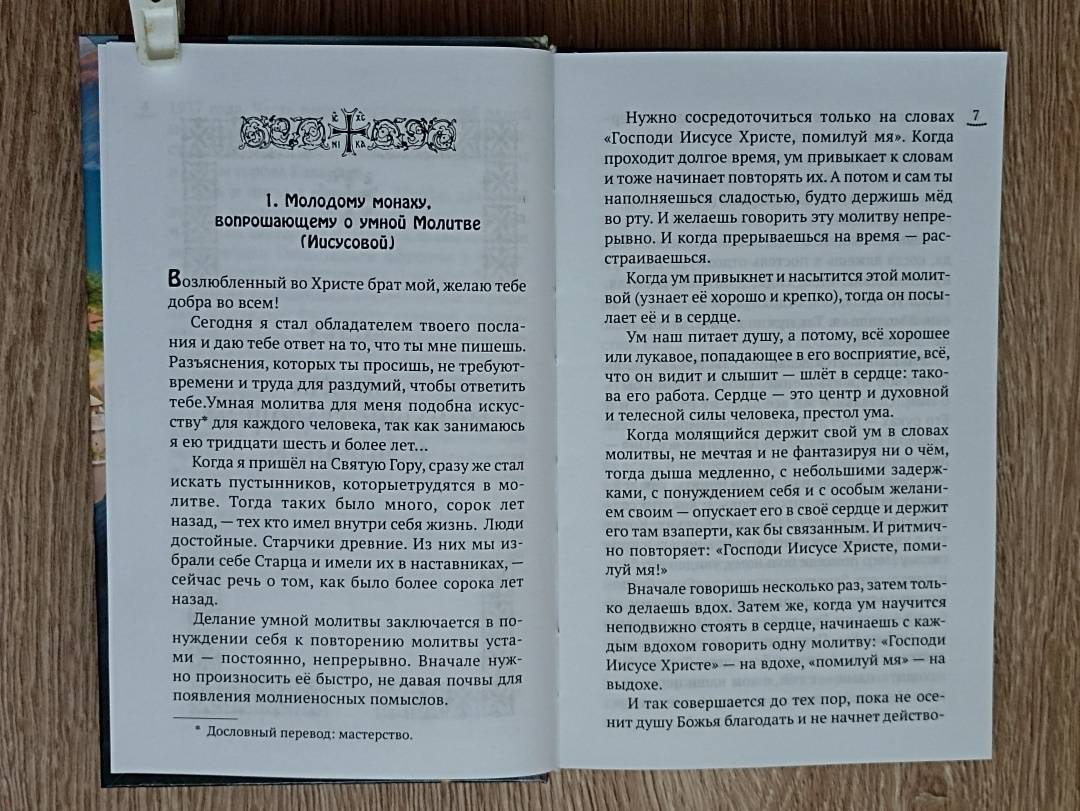 IC XC
NI KA
1. Молодому монаху,
вопрошающему о умной Молитве
(Иисусовой)
Возлюбленный во Христе брат мой, желаю тебе
добра во всем!
Сегодня я стал обладателем твоего посла-
ния и даю тебе ответ на то, что ты мне пишешь.
Разъяснения, которых ты просишь, не требуют-
времени и труда для раздумий, чтобы ответить
тебе.Умная молитва для меня подобна искус-
ству* для каждого человека, так как занимаюсь
я ею тридцати шесть и более лет...
Когда я пришёл на Святую Гору, сразу же стал
искать пустынников, которыетрудятся в мо-
литве. Тогда таких было много, сорок лет
назад, — тех кто имел внутри себя жизнь. Люди
достойные. Старчики древние. Из них мы из-
брали себе Старца и имели их в наставниках, —
сейчас речь о том, как было более сорока лет
назад.
Делание умной молитвы заключается в по-
нуждении себя к повторению молитвы уста-
ми — постоянно, непрерывно. Вначале нуж-
но произносить её быстро, не давая почвы для
появления молниеносных помыслов.
* Дословный перевод: мастерство.
7
Нужно сосредоточиться только на словах
«Господи Иисусе Христе, помилуй мя». Когда
проходит долгое время, ум привыкает к словам
и тоже начинает повторять их. А потом и сам ты
наполняешься сладостью, будто держишь мёд
во рту. И желаешь говорить эту молитву непре-
рывно. И когда прерываешься на время — рас-
страиваешься.
Когда ум привыкнет и насытится этой молит-
вой (узнает её хорошо и крепко), тогда он посы-
лает её и в сердце.
Ум наш питает душу, а потому, всё хорошее
или лукавое, попадающее в его восприятие, всё,
что он видит и слышит — шлёт в сердце: тако-
ва его работа. Сердце — это центр и духовной
и телесной силы человека, престол ума.
Когда молящийся держит свой ум в словах
молитвы, не мечтая и не фантазируя ни о чём,
тогда дыша медленно, с небольшими задерж-
ками, с понуждением себя и с особым желани-
ем своим — опускает его в своё сердце и держит
его там взаперти, как бы связанным. И ритмич-
но повторяет: «Господи Иисусе Христе, поми-
луй мя!»
Вначале говоришь несколько раз, затем толь-
ко делаешь вдох. Затем же, когда ум научится
неподвижно стоять в сердце, начинаешь с каж-
дым вдохом говорить одну молитву: «Господи
Иисусе Христе» — на вдохе, «помилуй мя» — на
выдохе.
И так совершается до тех пор, пока не осе-
нит душу Божья благодать и не начнет действо-